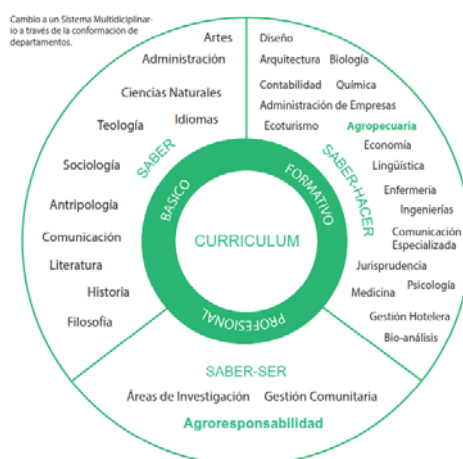 Cambio a un Sistema Multidiciplinar-
io a través de la conformación de
departamentos.
Artes
Administración
Ciencias Naturales
Teología
Idiomas
Sociología
Antripología
Comunicación
Literatura
Historia
Filosofía
SABER
Diseño
Arquitectura Biología
Contabilidad Química
Administración de Empresas
Ecoturismo Agropecuaria
Economía
Lingüística
Enfermería
Ingenierías
Comunicación
Especializada
Jurisprudencia
Psicología
Medicina
Gestión Hotelera
Bio-análisis
SABER-HACER
BASICO
FORMATIVO
PROFESIONAL
CURRICULUM
SABER-SER
Áreas de Investigación Gestión Comunitaria
Agroresponsabilidad